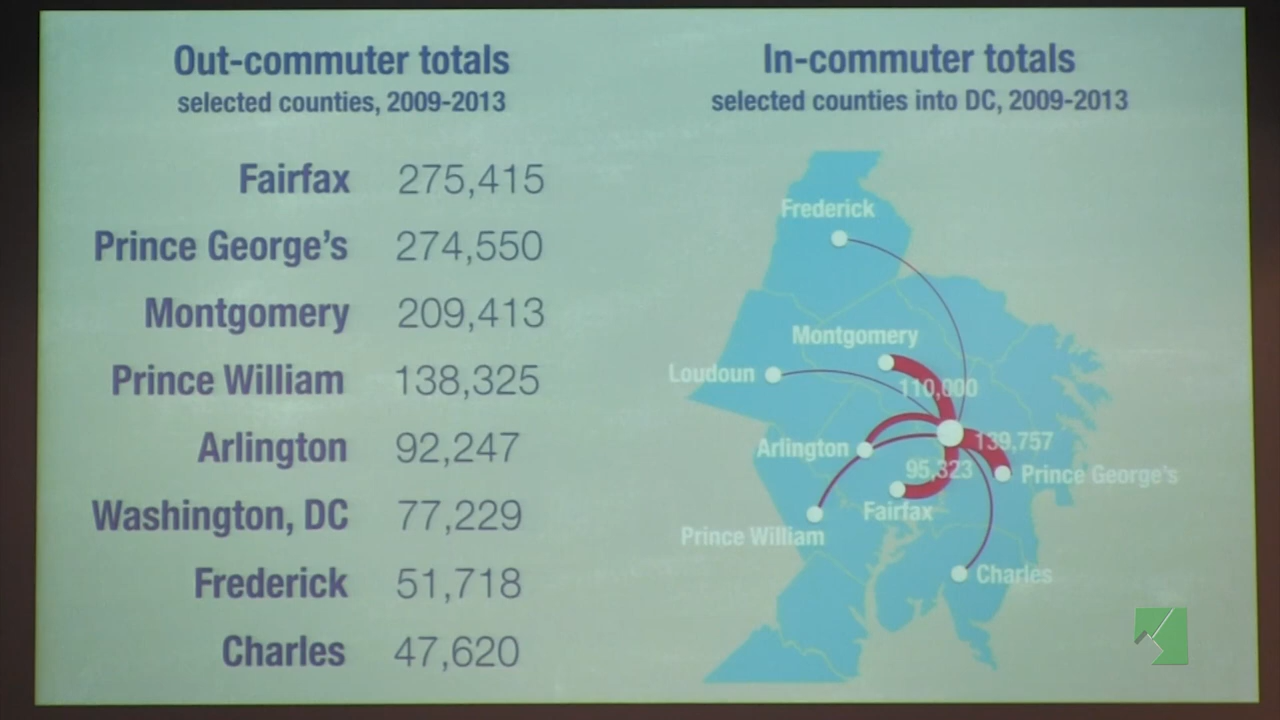 Out-commuter totals
selected counties, 2009-2013
Fairfax 275,415
Prince George's 274,550
Montgomery 209,413
Prince William 138,325
Arlington 92,247
Washington, DC 77,229
Frederick 51,718
Charles 47,620
In-commuter totals
selected counties into DC, 2009-2013
Frederick
Montgomery
Loudoun
110,000
Arlington
139,757
95,323
Prince George's
Fairfax
Prince William
Charles